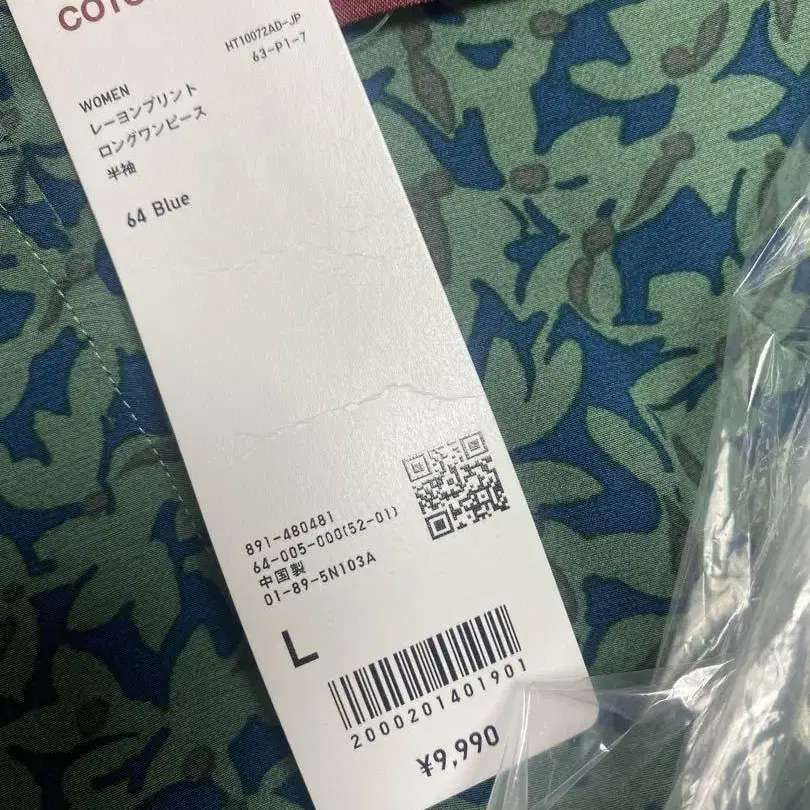 HT10072AD-JP
63-P1-7
WOMEN
レーヨンプリント
ロングワンピース
半袖
64 Blue
891-480481
64-005-000(52-01)
中国製
01-89-5N103A
L
2000201401901
¥9,990